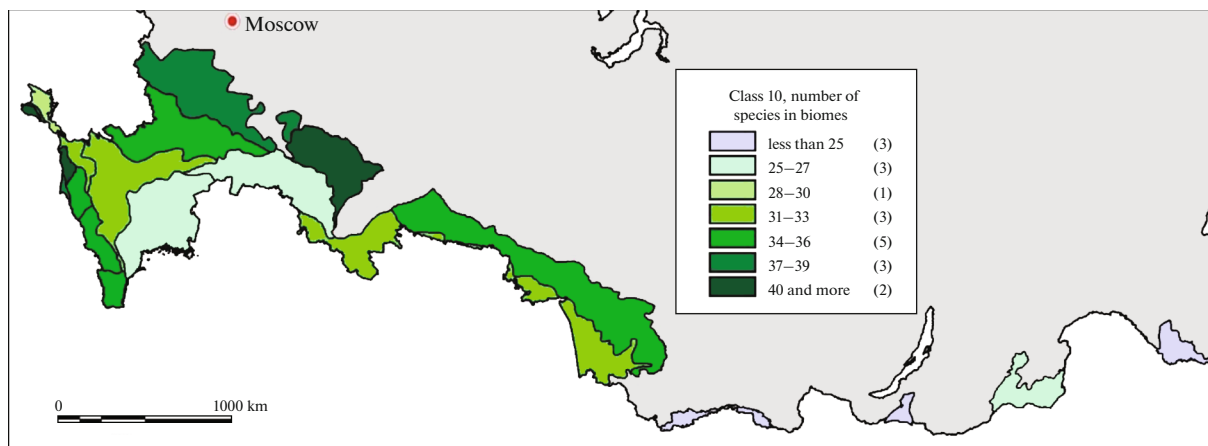 Moscow
Class 10, number of
species in biomes
less than 25 (3)
25–27 (3)
28–30 (1)
31–33 (3)
34–36 (5)
37–39 (3)
40 and more (2)
0 1000 km